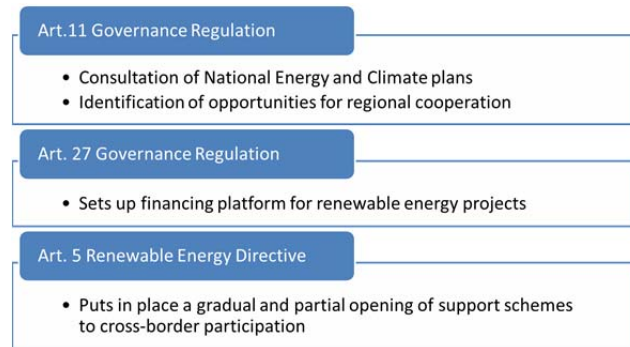 Art.11 Governance Regulation
• Consultation of National Energy and Climate plans
• Identification of opportunities for regional cooperation
Art. 27 Governance Regulation
• Sets up financing platform for renewable energy projects
Art. 5 Renewable Energy Directive
• Puts in place a gradual and partial opening of support schemes
to cross-border participation